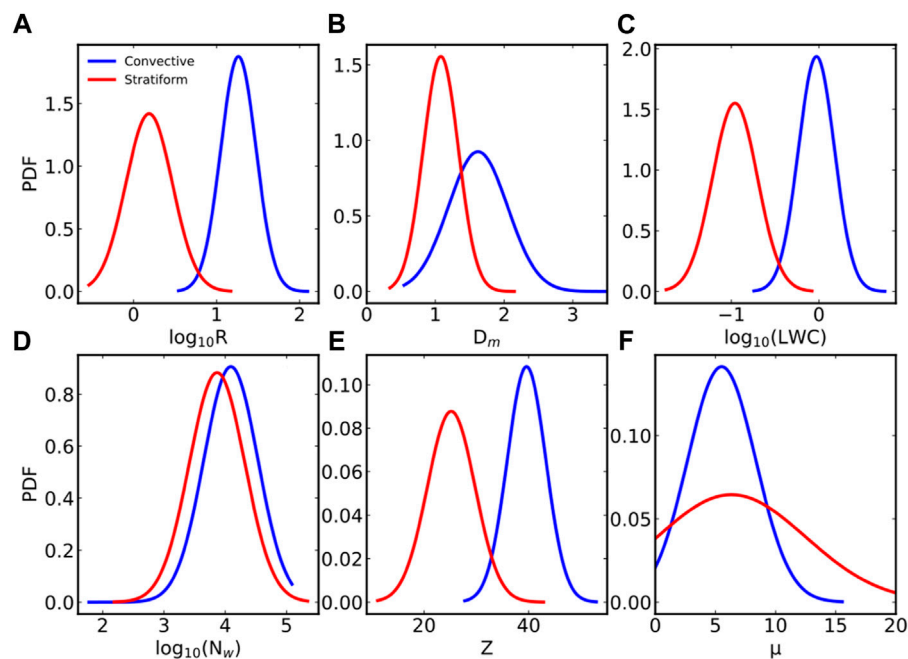 A
B
C
Convective
Stratiform
PDF
1.5
1.0
0.5
0.0
0
1
2
log₁₀R
1.5
1.0
0.5
0.0
0
1
2
3
Dₘ
2.0
1.5
1.0
0.5
0.0
−1
0
log₁₀(LWC)
D
E
F
PDF
0.8
0.6
0.4
0.2
0.0
2
3
4
5
log₁₀(N_w)
0.10
0.08
0.06
0.04
0.02
0.00
20
40
Z
0.10
0.05
0.00
0
5
10
15
20
μ